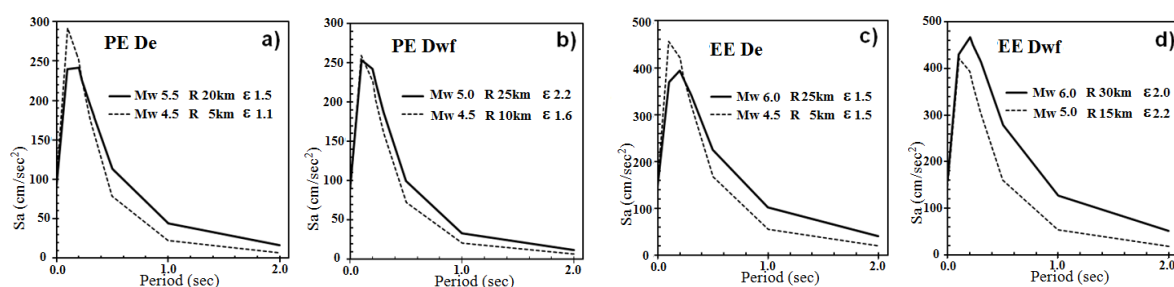 a)
PE De
Mw 5.5 R 20km ε 1.5
Mw 4.5 R 5km ε 1.1
Sa (cm/sec²)
300
250
200
150
100
50
0
0.0 1.0 2.0
Period (sec)
b)
PE Dwf
Mw 5.0 R 25km ε 2.2
Mw 4.5 R 10km ε 1.6
Sa (cm/sec²)
300
250
200
150
100
50
0
0.0 1.0 2.0
Period (sec)
c)
EE De
Mw 6.0 R 25km ε 1.5
Mw 4.5 R 5km ε 1.5
Sa (cm/sec²)
500
400
300
200
100
0
0.0 1.0 2.0
Period (sec)
d)
EE Dwf
Mw 6.0 R 30km ε 2.0
Mw 5.0 R 15km ε 2.2
Sa (cm/sec²)
500
400
300
200
100
0
0.0 1.0 2.0
Period (sec)